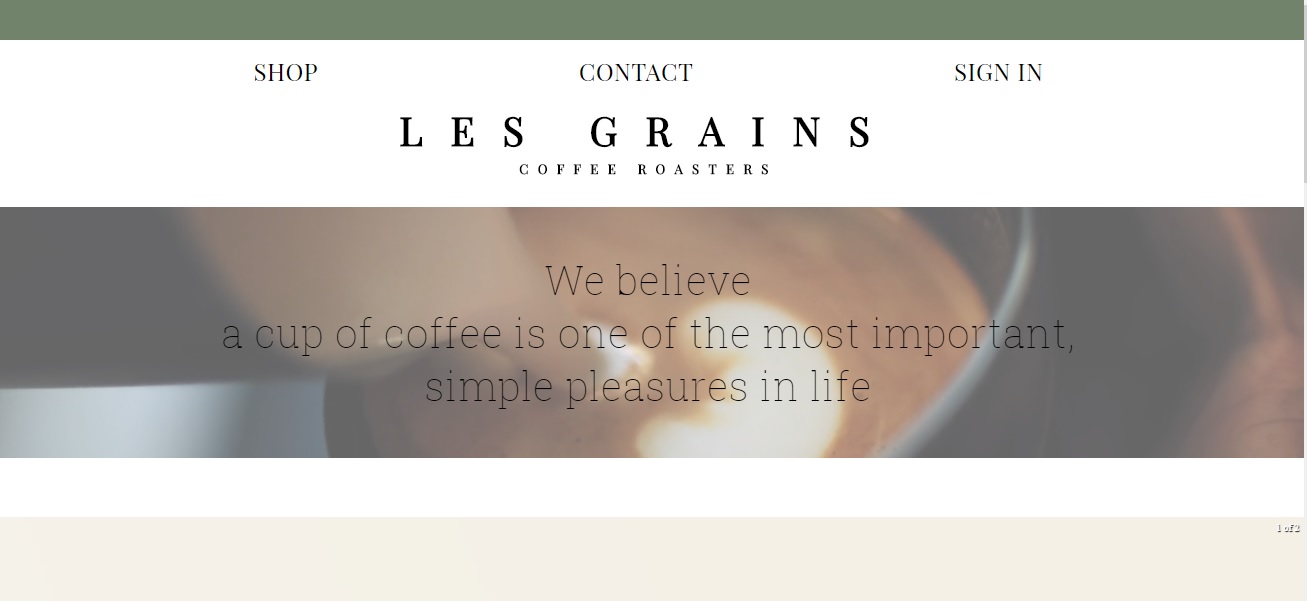 SHOP CONTACT SIGN IN
LES GRAINS
COFFEE ROASTERS
We believe
a cup of coffee is one of the most important,
simple pleasures in life
1 of 2